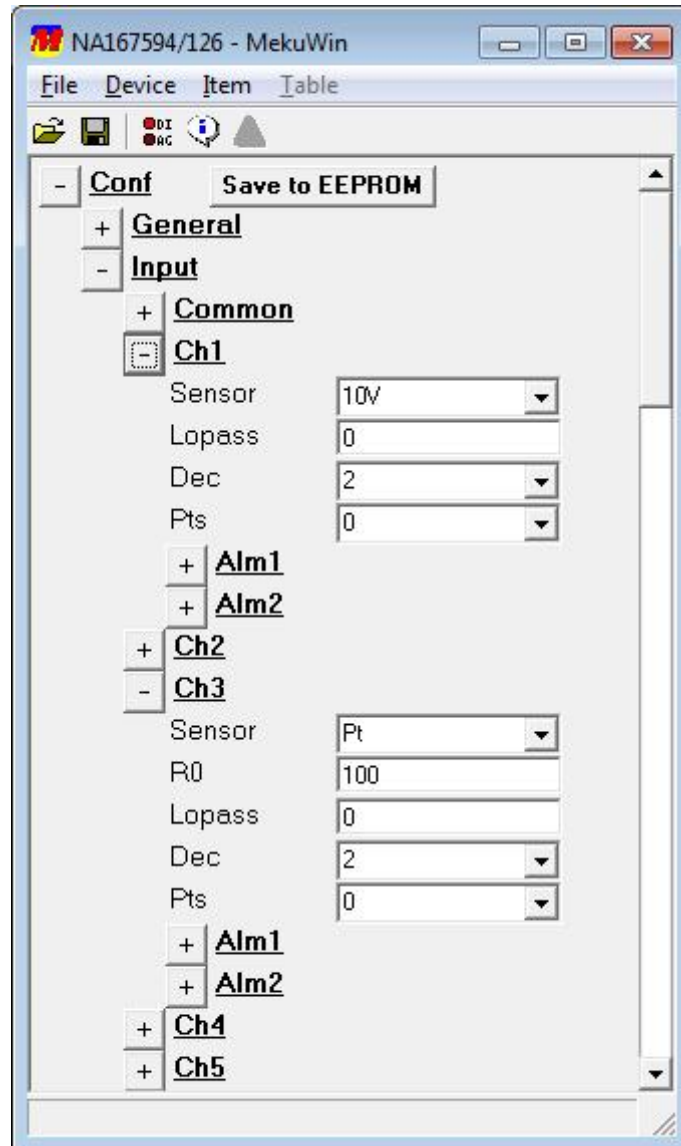 NA167594/126 - MekuWin
File Device Item Table
DI
AG
- Conf Save to EEPROM
+ General
- Input
+ Common
- Ch1
Sensor 10V
Lopass 0
Dec 2
Pts 0
+ Alm1
+ Alm2
+ Ch2
- Ch3
Sensor Pt
R0 100
Lopass 0
Dec 2
Pts 0
+ Alm1
+ Alm2
+ Ch4
+ Ch5